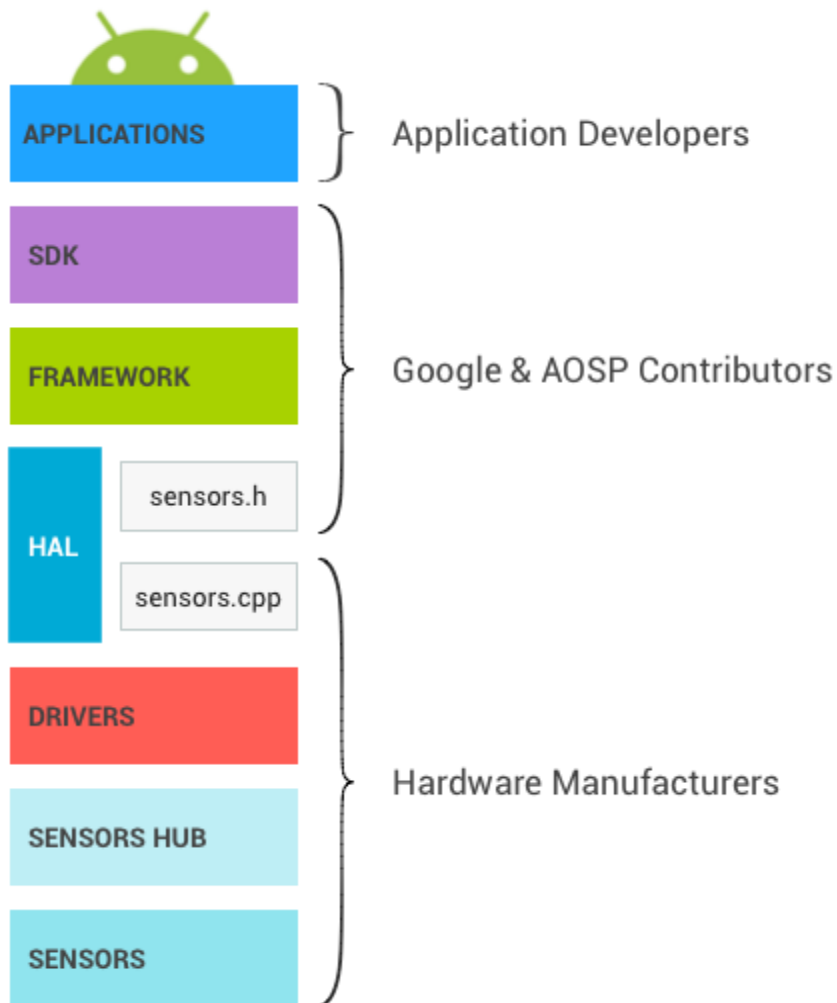 APPLICATIONS
Application Developers
SDK
FRAMEWORK
Google & AOSP Contributors
HAL
sensors.h
sensors.cpp
DRIVERS
Hardware Manufacturers
SENSORS HUB
SENSORS